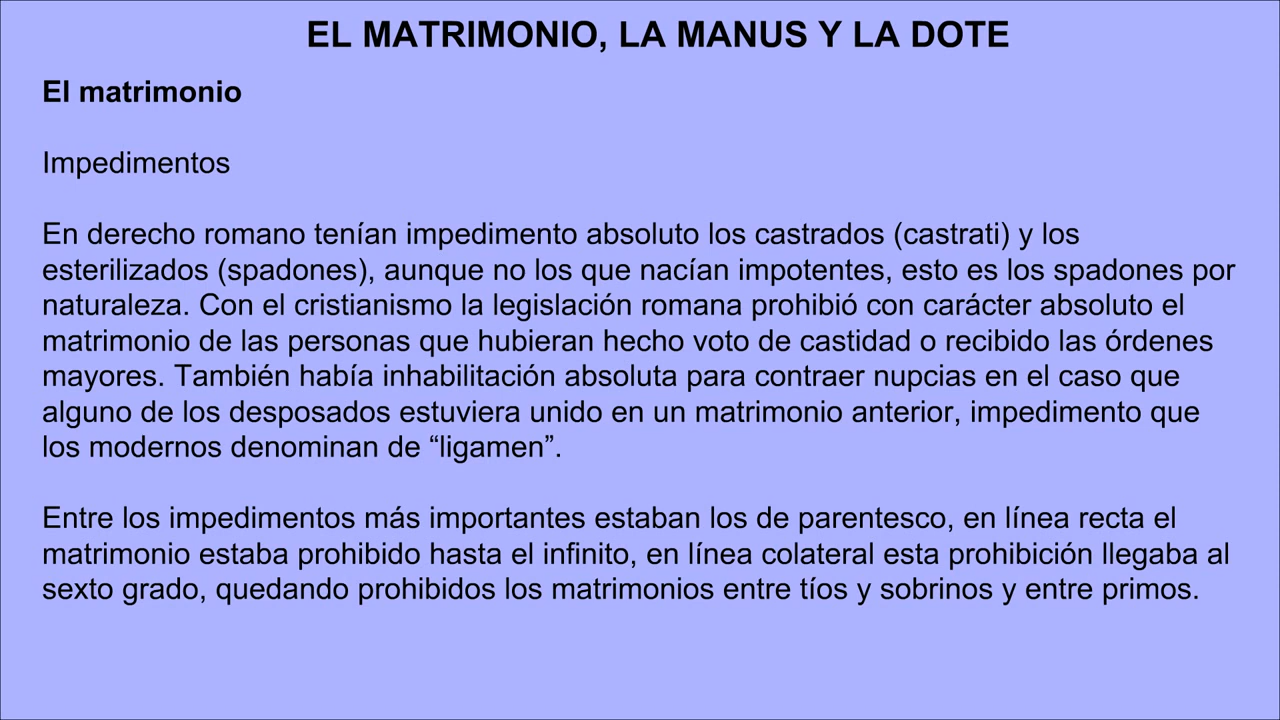 EL MATRIMONIO, LA MANUS Y LA DOTE
El matrimonio
Impedimentos
En derecho romano tenían impedimento absoluto los castrados (castrati) y los
esterilizados (spadones), aunque no los que nacían impotentes, esto es los spadones por
naturaleza. Con el cristianismo la legislación romana prohibió con carácter absoluto el
matrimonio de las personas que hubieran hecho voto de castidad o recibido las órdenes
mayores. También había inhabilitación absoluta para contraer nupcias en el caso que
alguno de los desposados estuviera unido en un matrimonio anterior, impedimento que
los modernos denominan de “ligamen”.
Entre los impedimentos más importantes estaban los de parentesco, en línea recta el
matrimonio estaba prohibido hasta el infinito, en línea colateral esta prohibición llegaba al
sexto grado, quedando prohibidos los matrimonios entre tíos y sobrinos y entre primos.